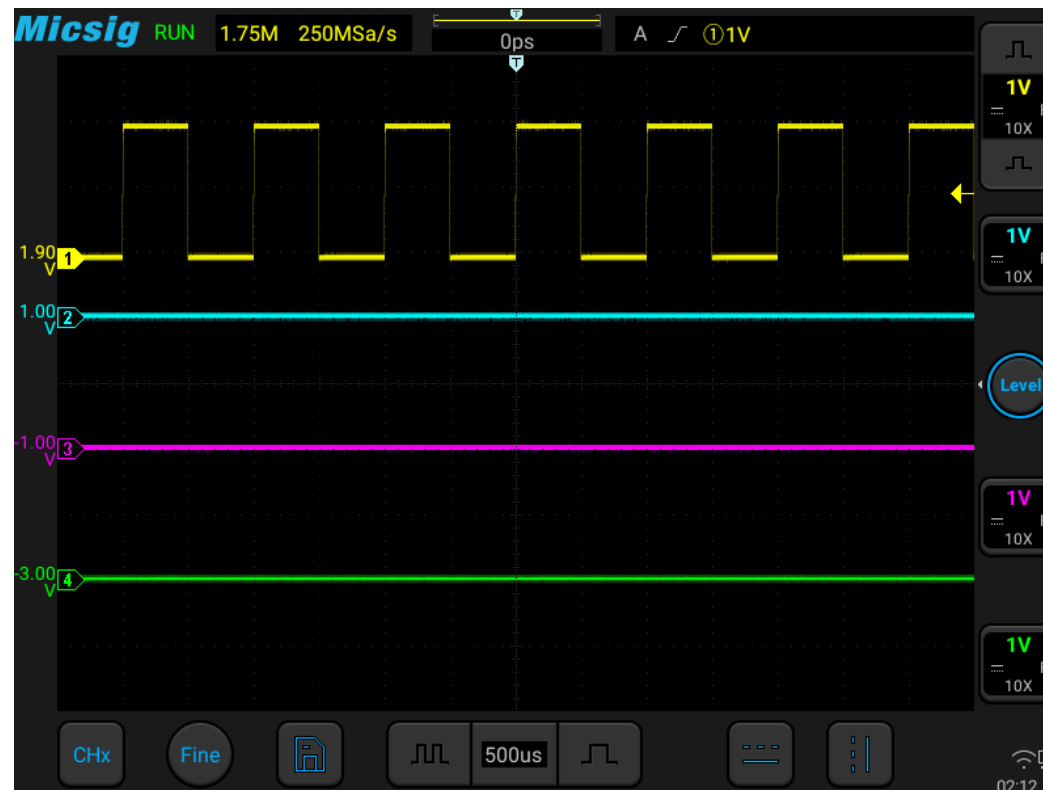 Micsig RUN 1.75M 250MSa/s T 0ps A ①1V
T
1V
10X
1.90
V
1
1V
10X
1.00
V
2
Level
-1.00
V
3
1V
10X
-3.00
V
4
1V
10X
CHx Fine 500us
02:12